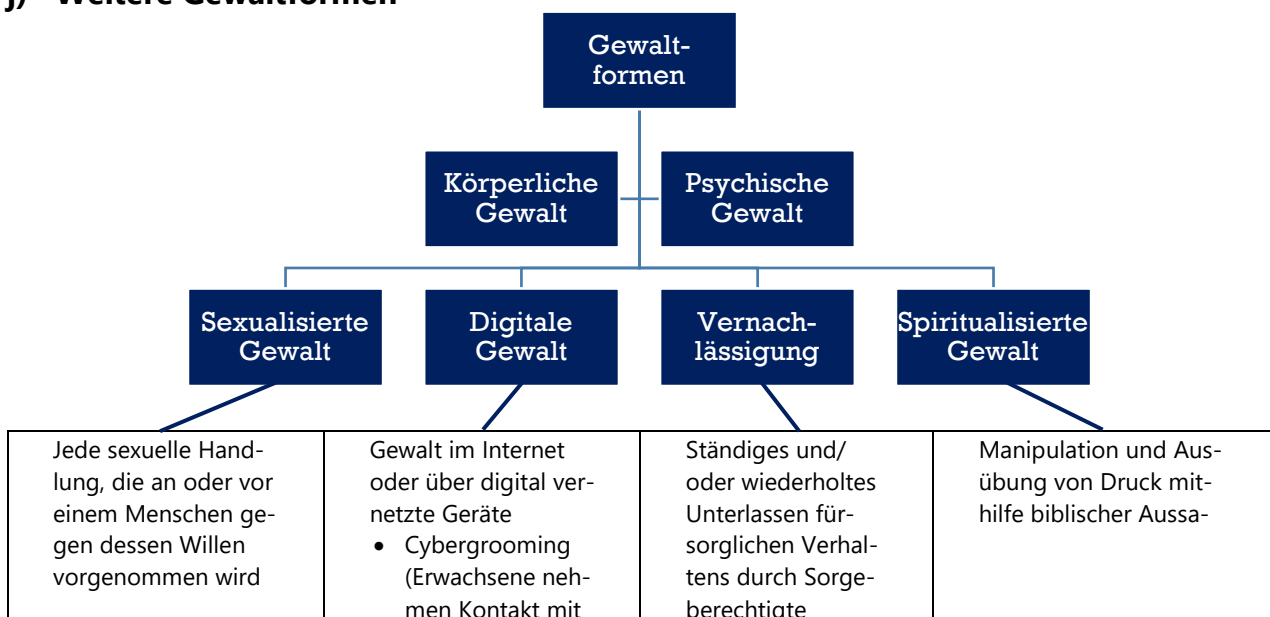 j) Weitere Gewaltformen
Gewalt-
formen
Körperliche
Gewalt
Psychische
Gewalt
Sexualisierte
Gewalt
Digitale
Gewalt
Vernach-
lässigung
Spiritualisierte
Gewalt
Jede sexuelle Hand-
lung, die an oder vor
einem Menschen ge-
gen dessen Willen
vorgenommen wird
Gewalt im Internet
oder über digital ver-
netzte Geräte
• Cybergrooming
(Erwachsene neh-
men Kontakt mit
Ständiges und/
oder wiederholtes
Unterlassen für-
sorglichen Verhal-
tens durch Sorge-
berechtigte
Manipulation und Aus-
übung von Druck mit-
hilfe biblischer Aussa-